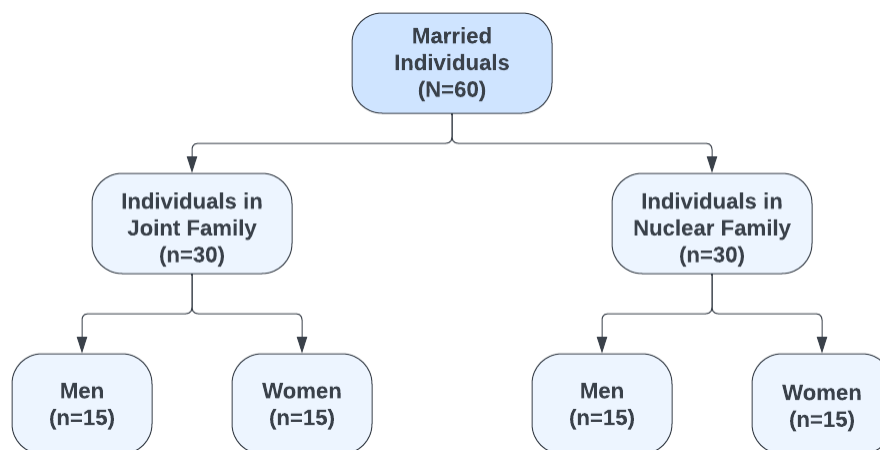 Married
Individuals
(N=60)
Individuals in
Joint Family
(n=30)
Individuals in
Nuclear Family
(n=30)
Men
(n=15)
Women
(n=15)
Men
(n=15)
Women
(n=15)